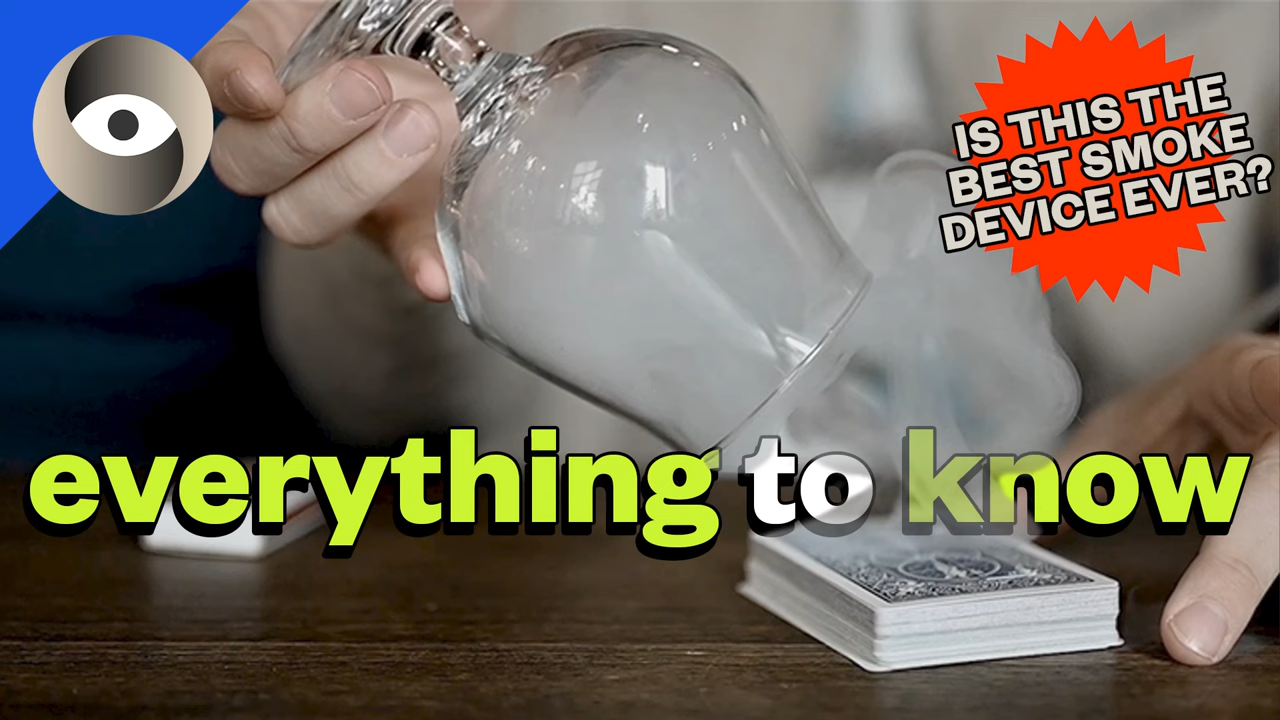 IS THIS THE
BEST SMOKE
DEVICE EVER?
everything to know